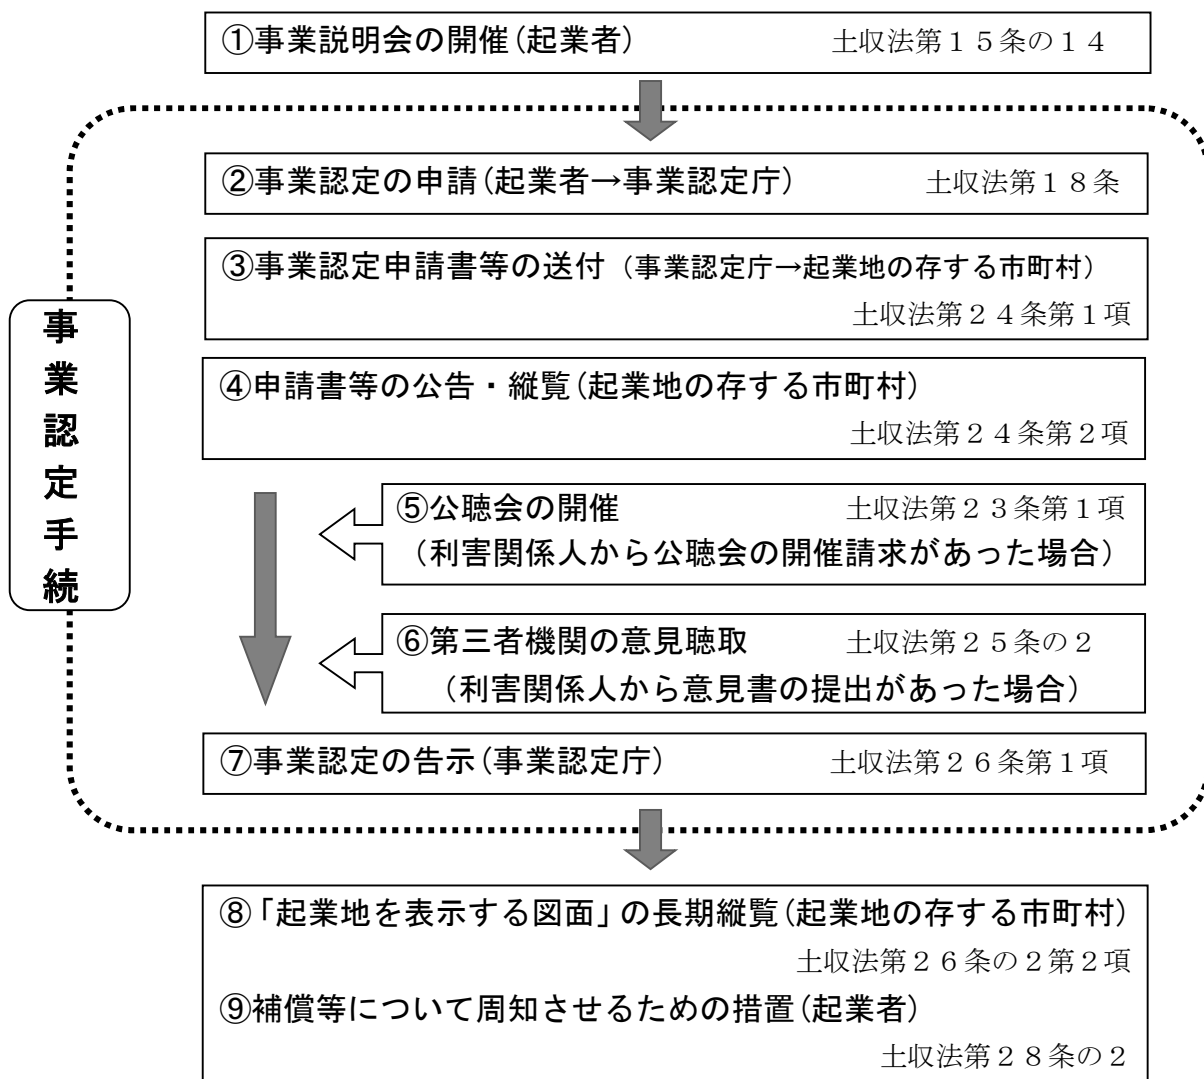 ①事業説明会の開催(起業者) 土収法第１５条の１４
②事業認定の申請(起業者→事業認定庁) 土収法第１８条
③事業認定申請書等の送付（事業認定庁→起業地の存する市町村）
土収法第２４条第１項
事業認定手続
④申請書等の公告・縦覧(起業地の存する市町村)
土収法第２４条第２項
⑤公聴会の開催 土収法第２３条第１項
（利害関係人から公聴会の開催請求があった場合）
⑥第三者機関の意見聴取 土収法第２５条の２
（利害関係人から意見書の提出があった場合）
⑦事業認定の告示(事業認定庁) 土収法第２６条第１項
⑧「起業地を表示する図面」の長期縦覧(起業地の存する市町村)
土収法第２６条の２第２項
⑨補償等について周知させるための措置(起業者)
土収法第２８条の２